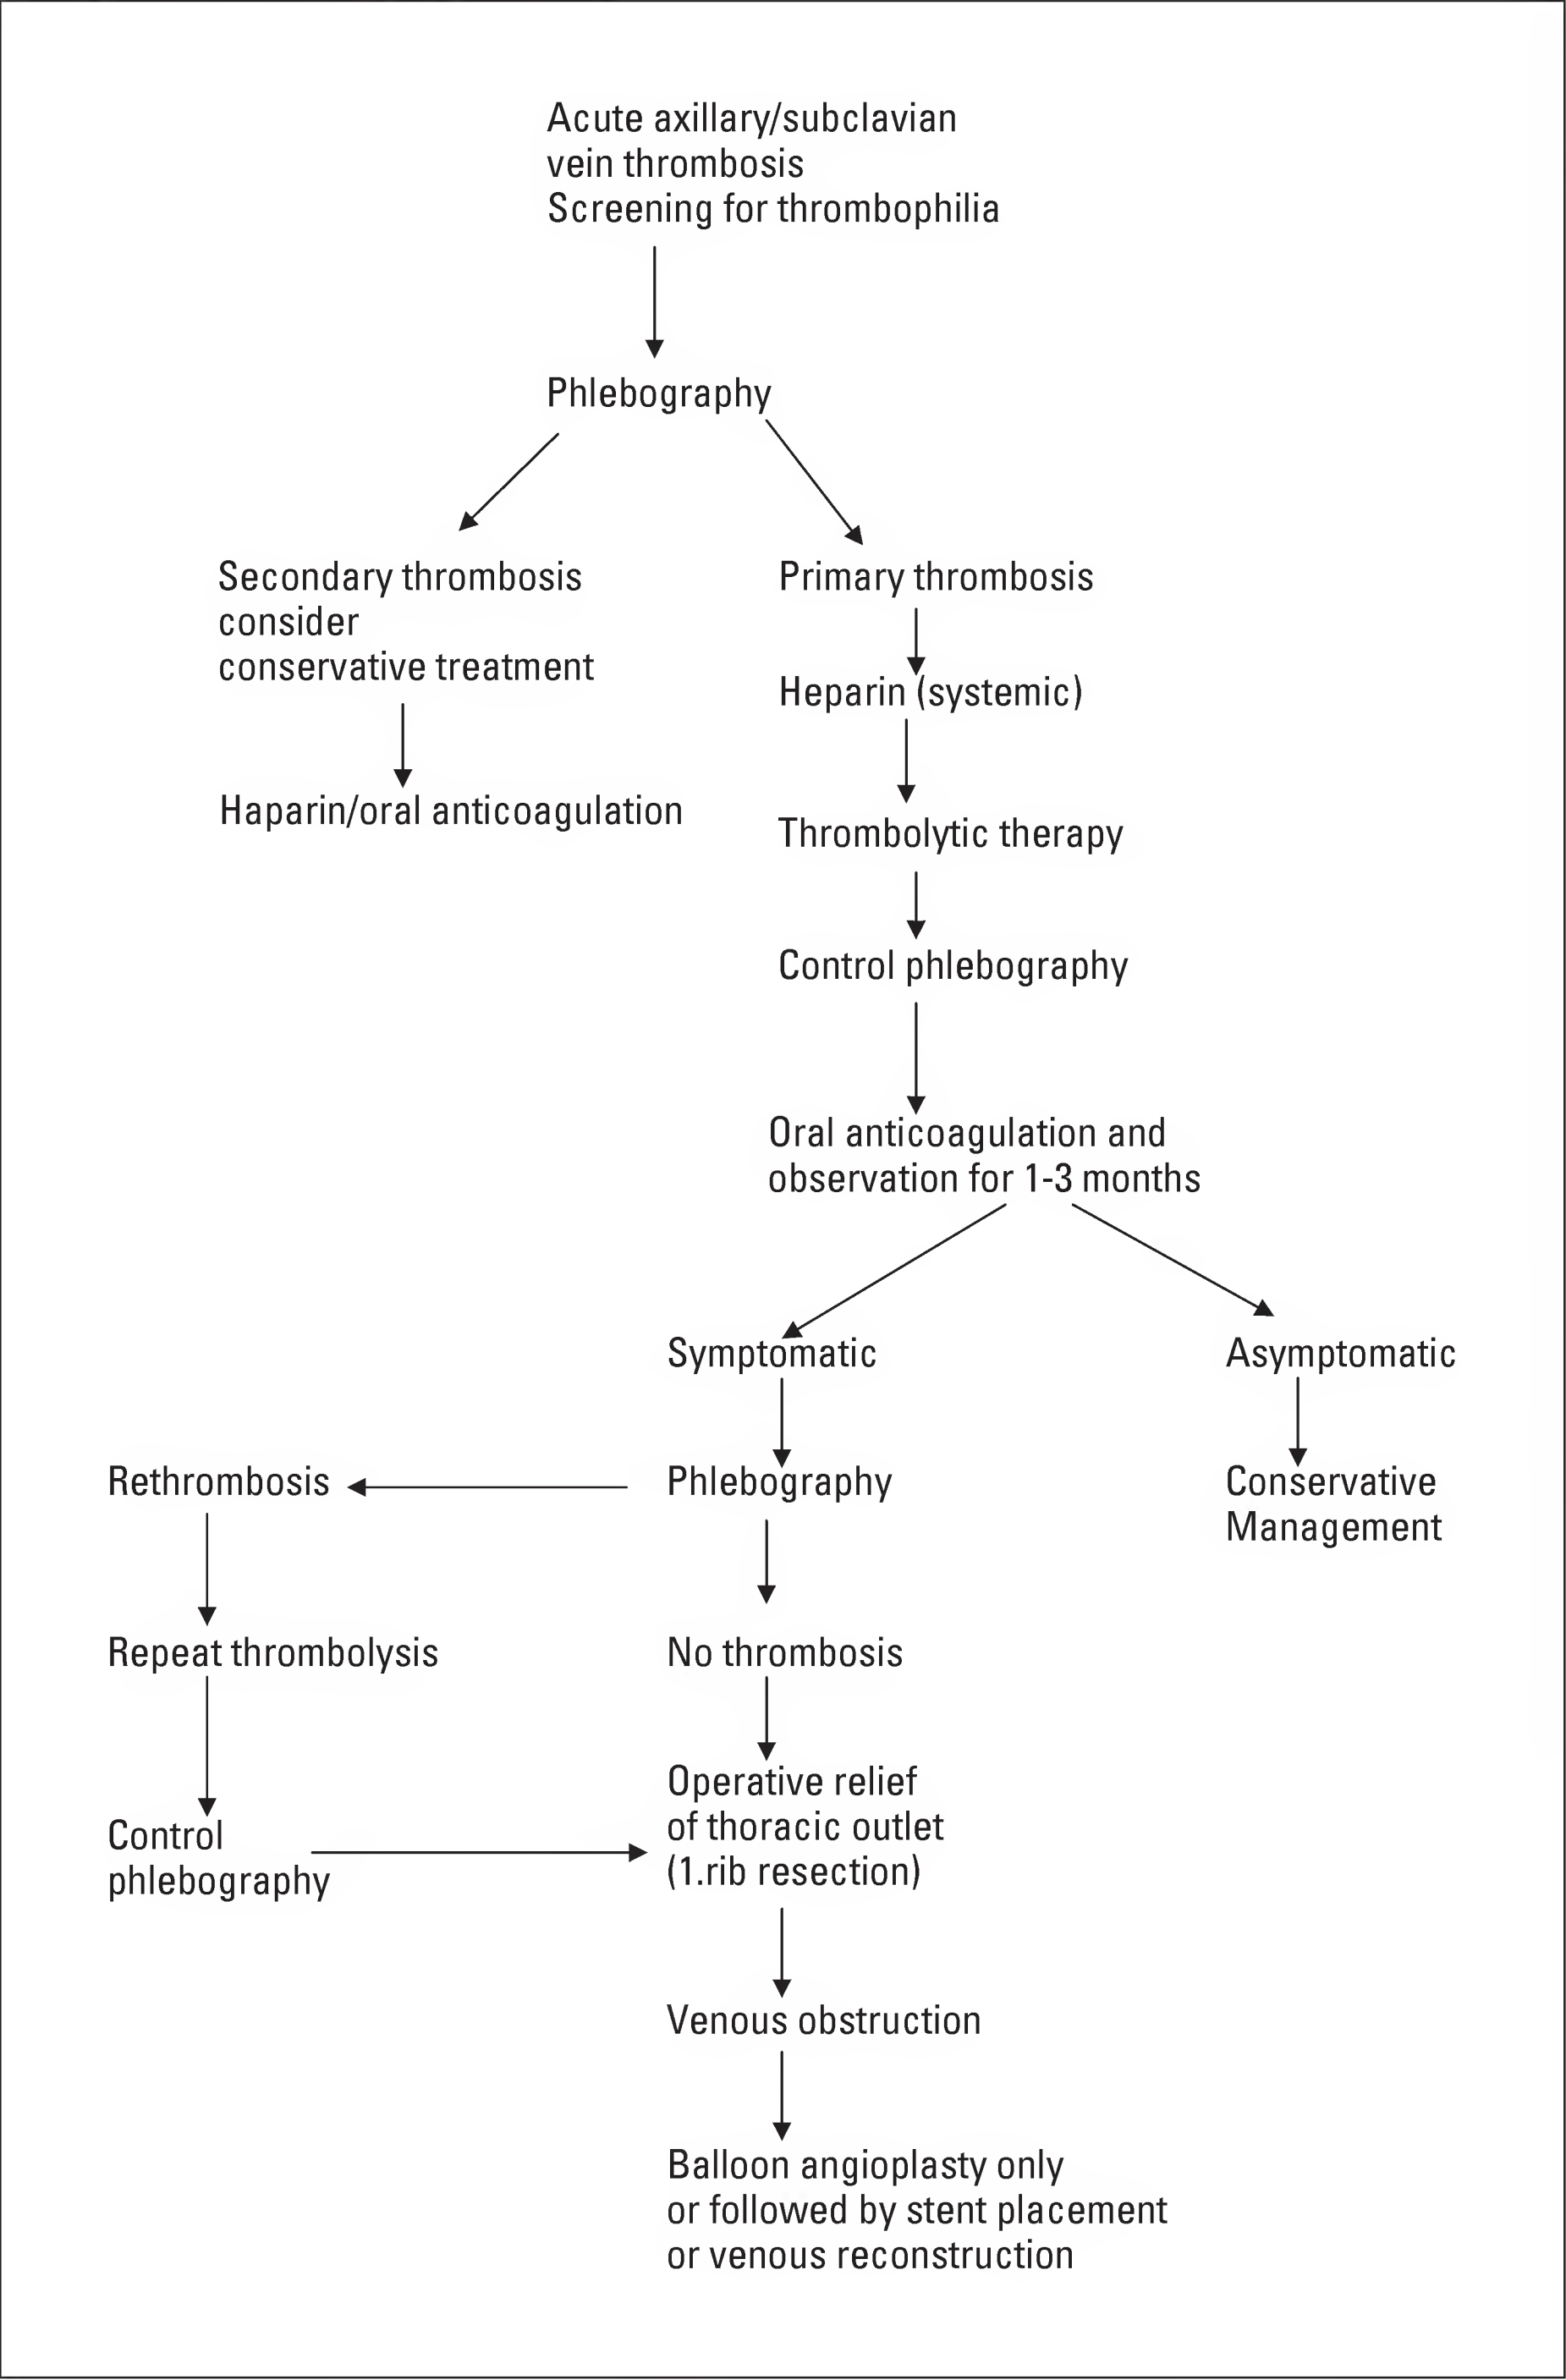 Acute axillary/subclavian
vein thrombosis
Screening for thrombophilia
Phlebography
Secondary thrombosis
consider
conservative treatment
Haparin/oral anticoagulation
Primary thrombosis
Heparin (systemic)
Thrombolytic therapy
Control phlebography
Oral anticoagulation and
observation for 1-3 months
Symptomatic
Asymptomatic
Rethrombosis
Phlebography
Conservative
Management
Repeat thrombolysis
No thrombosis
Control
phlebography
Operative relief
of thoracic outlet
(1.rib resection)
Venous obstruction
Balloon angioplasty only
or followed by stent placement
or venous reconstruction